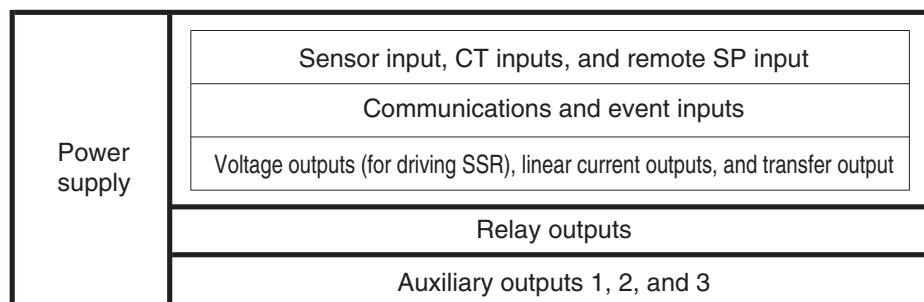 Power
supply
Sensor input, CT inputs, and remote SP input
Communications and event inputs
Voltage outputs (for driving SSR), linear current outputs, and transfer output
Relay outputs
Auxiliary outputs 1, 2, and 3